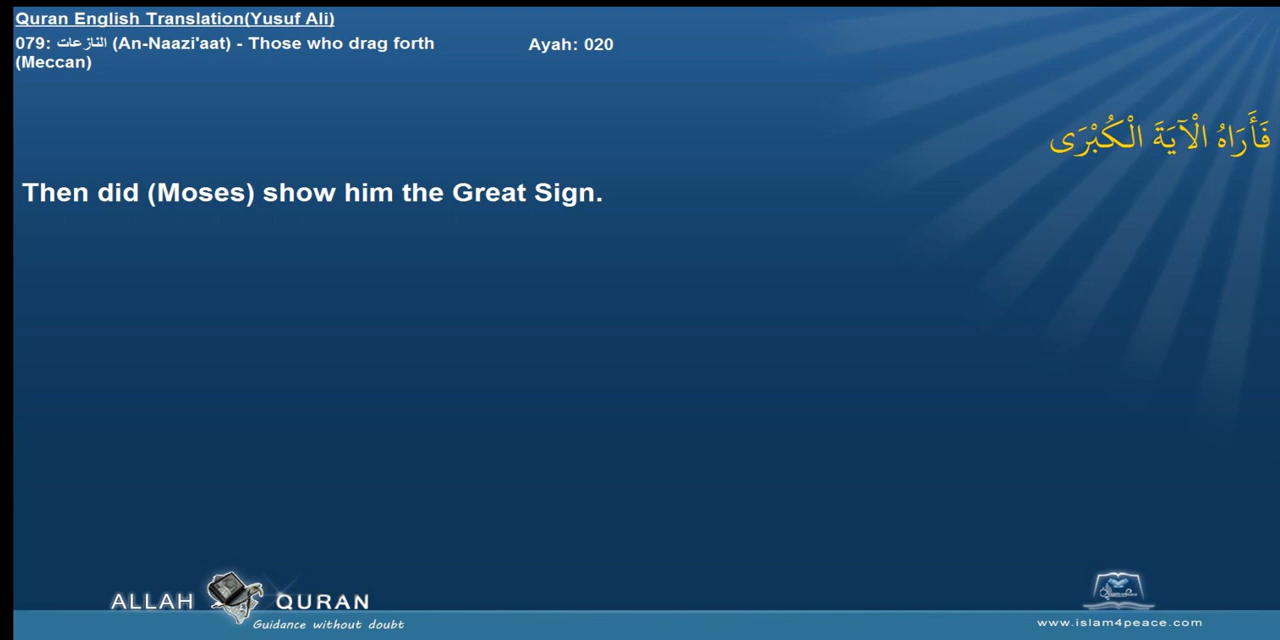 Quran English Translation(Yusuf Ali)
079: النازعات (An-Naazi'aat) - Those who drag forth
(Meccan)
Ayah: 020
فَأَرَاهُ الْآيَةَ الْكُبْرَى
Then did (Moses) show him the Great Sign.
ALLAH QURAN
Guidance without doubt
www.islam4peace.com